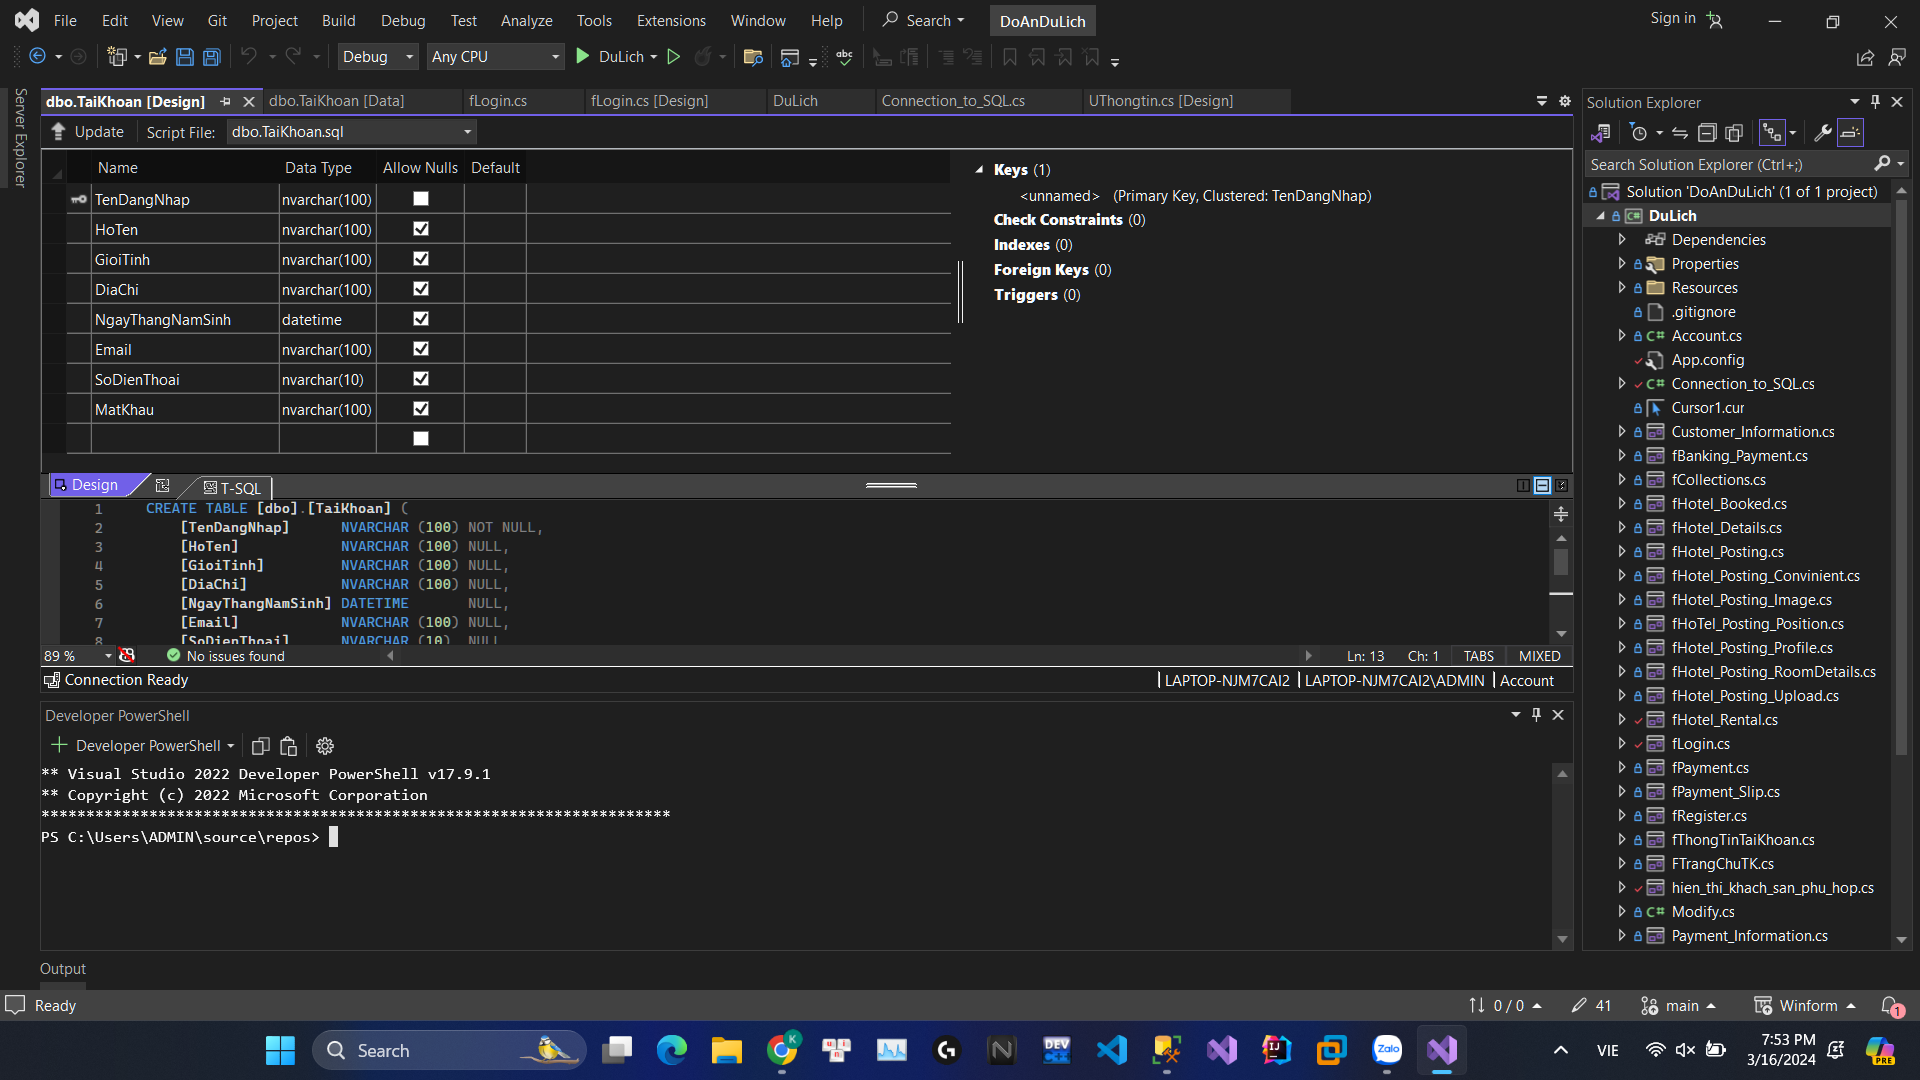 File Edit View Git Project Build Debug Test Analyze Tools Extensions Window Help Search DoAnDuLich Sign in
Debug Any CPU DuLich
Server Explorer
dbo.TaiKhoan [Design] dbo.TaiKhoan [Data] fLogin.cs fLogin.cs [Design] DuLich Connection_to_SQL.cs UThongtin.cs [Design]
Update Script File: dbo.TaiKhoan.sql
Name Data Type Allow Nulls Default
TenDangNhap nvarchar(100)
HoTen nvarchar(100)
GioiTinh nvarchar(100)
DiaChi nvarchar(100)
NgayThangNamSinh datetime
Email nvarchar(100)
SoDienThoai nvarchar(10)
MatKhau nvarchar(100)
Keys (1)
<unnamed> (Primary Key, Clustered: TenDangNhap)
Check Constraints (0)
Indexes (0)
Foreign Keys (0)
Triggers (0)
Design T-SQL
1 CREATE TABLE [dbo].[TaiKhoan] (
2 [TenDangNhap] NVARCHAR (100) NOT NULL,
3 [HoTen] NVARCHAR (100) NULL,
4 [GioiTinh] NVARCHAR (100) NULL,
5 [DiaChi] NVARCHAR (100) NULL,
6 [NgayThangNamSinh] DATETIME NULL,
7 [Email] NVARCHAR (100) NULL,
8 [SoDienThoai] NVARCHAR (10) NULL,
89 % No issues found Ln: 13 Ch: 1 TABS MIXED
Connection Ready LAPTOP-NJM7CAI2 LAPTOP-NJM7CAI2\ADMIN Account
Developer PowerShell
Developer PowerShell
** Visual Studio 2022 Developer PowerShell v17.9.1
** Copyright (c) 2022 Microsoft Corporation
**********************************************************************
PS C:\Users\ADMIN\source\repos>
Output
Solution Explorer
Search Solution Explorer (Ctrl+;)
Solution 'DoAnDuLich' (1 of 1 project)
DuLich
Dependencies
Properties
Resources
.gitignore
Account.cs
App.config
Connection_to_SQL.cs
Cursor1.cur
Customer_Information.cs
fBanking_Payment.cs
fCollections.cs
fHotel_Booked.cs
fHotel_Details.cs
fHotel_Posting.cs
fHotel_Posting_Convinient.cs
fHotel_Posting_Image.cs
fHoTel_Posting_Position.cs
fHotel_Posting_Profile.cs
fHotel_Posting_RoomDetails.cs
fHotel_Posting_Upload.cs
fHotel_Rental.cs
fLogin.cs
fPayment.cs
fPayment_Slip.cs
fRegister.cs
fThongTinTaiKhoan.cs
FTrangChuTK.cs
hien_thi_khach_san_phu_hop.cs
Modify.cs
Payment_Information.cs
Ready 0 / 0 41 main Winform 1
Search K DEV Zalo VIE 7:53 PM
3/16/2024 PRE